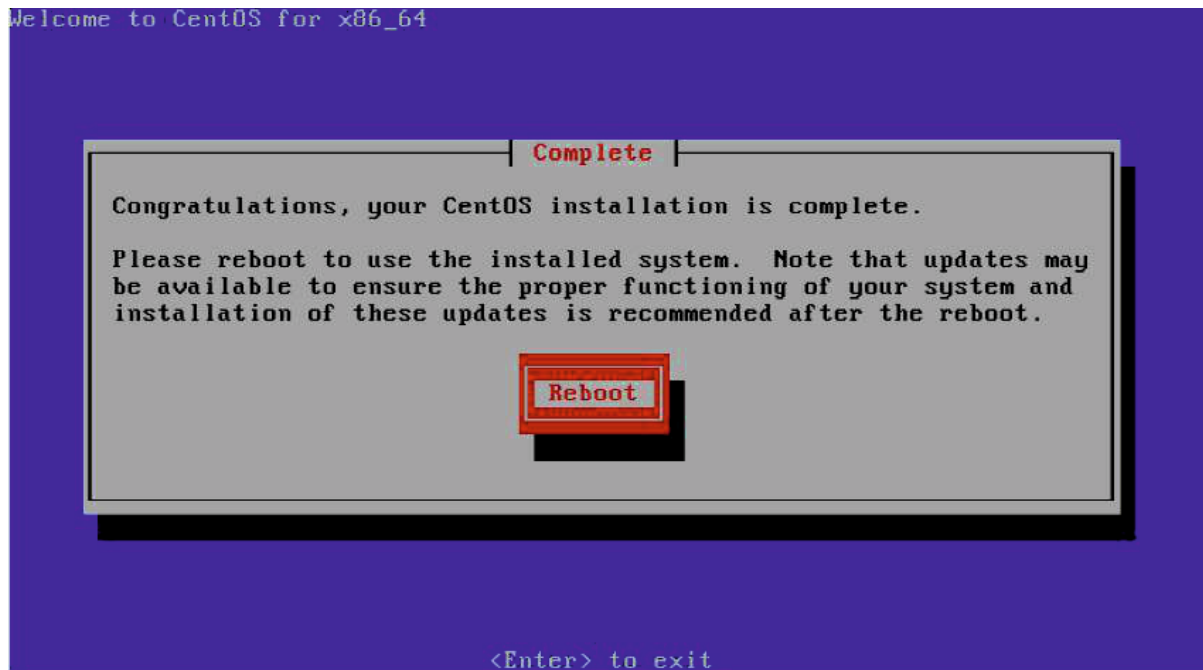 Welcome to CentOS for x86_64
Complete
Congratulations, your CentOS installation is complete.
Please reboot to use the installed system.  Note that updates may
be available to ensure the proper functioning of your system and
installation of these updates is recommended after the reboot.
Reboot
<Enter> to exit